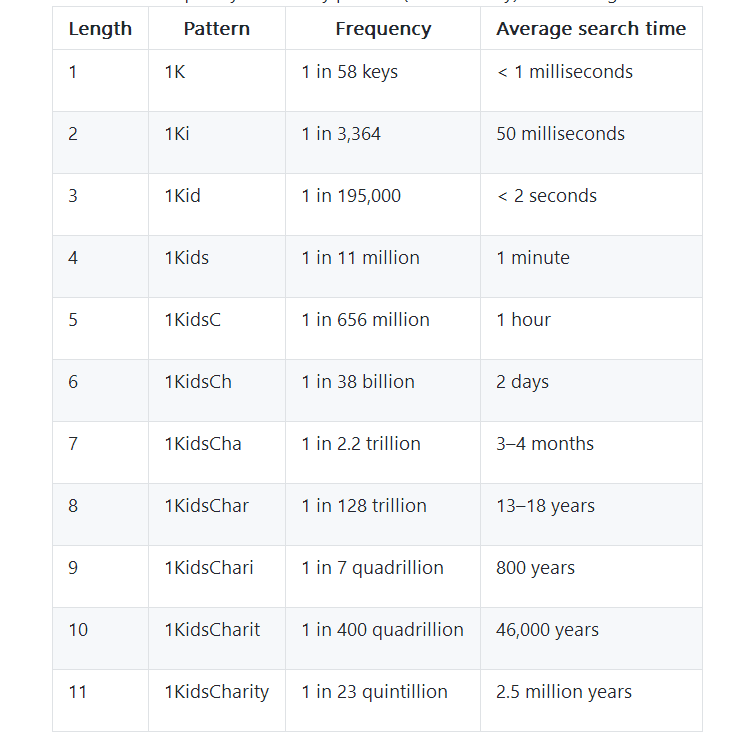 Length Pattern Frequency Average search time
1 1K 1 in 58 keys < 1 milliseconds
2 1Ki 1 in 3,364 50 milliseconds
3 1Kid 1 in 195,000 < 2 seconds
4 1Kids 1 in 11 million 1 minute
5 1KidsC 1 in 656 million 1 hour
6 1KidsCh 1 in 38 billion 2 days
7 1KidsCha 1 in 2.2 trillion 3–4 months
8 1KidsChar 1 in 128 trillion 13–18 years
9 1KidsChari 1 in 7 quadrillion 800 years
10 1KidsCharit 1 in 400 quadrillion 46,000 years
11 1KidsCharity 1 in 23 quintillion 2.5 million years